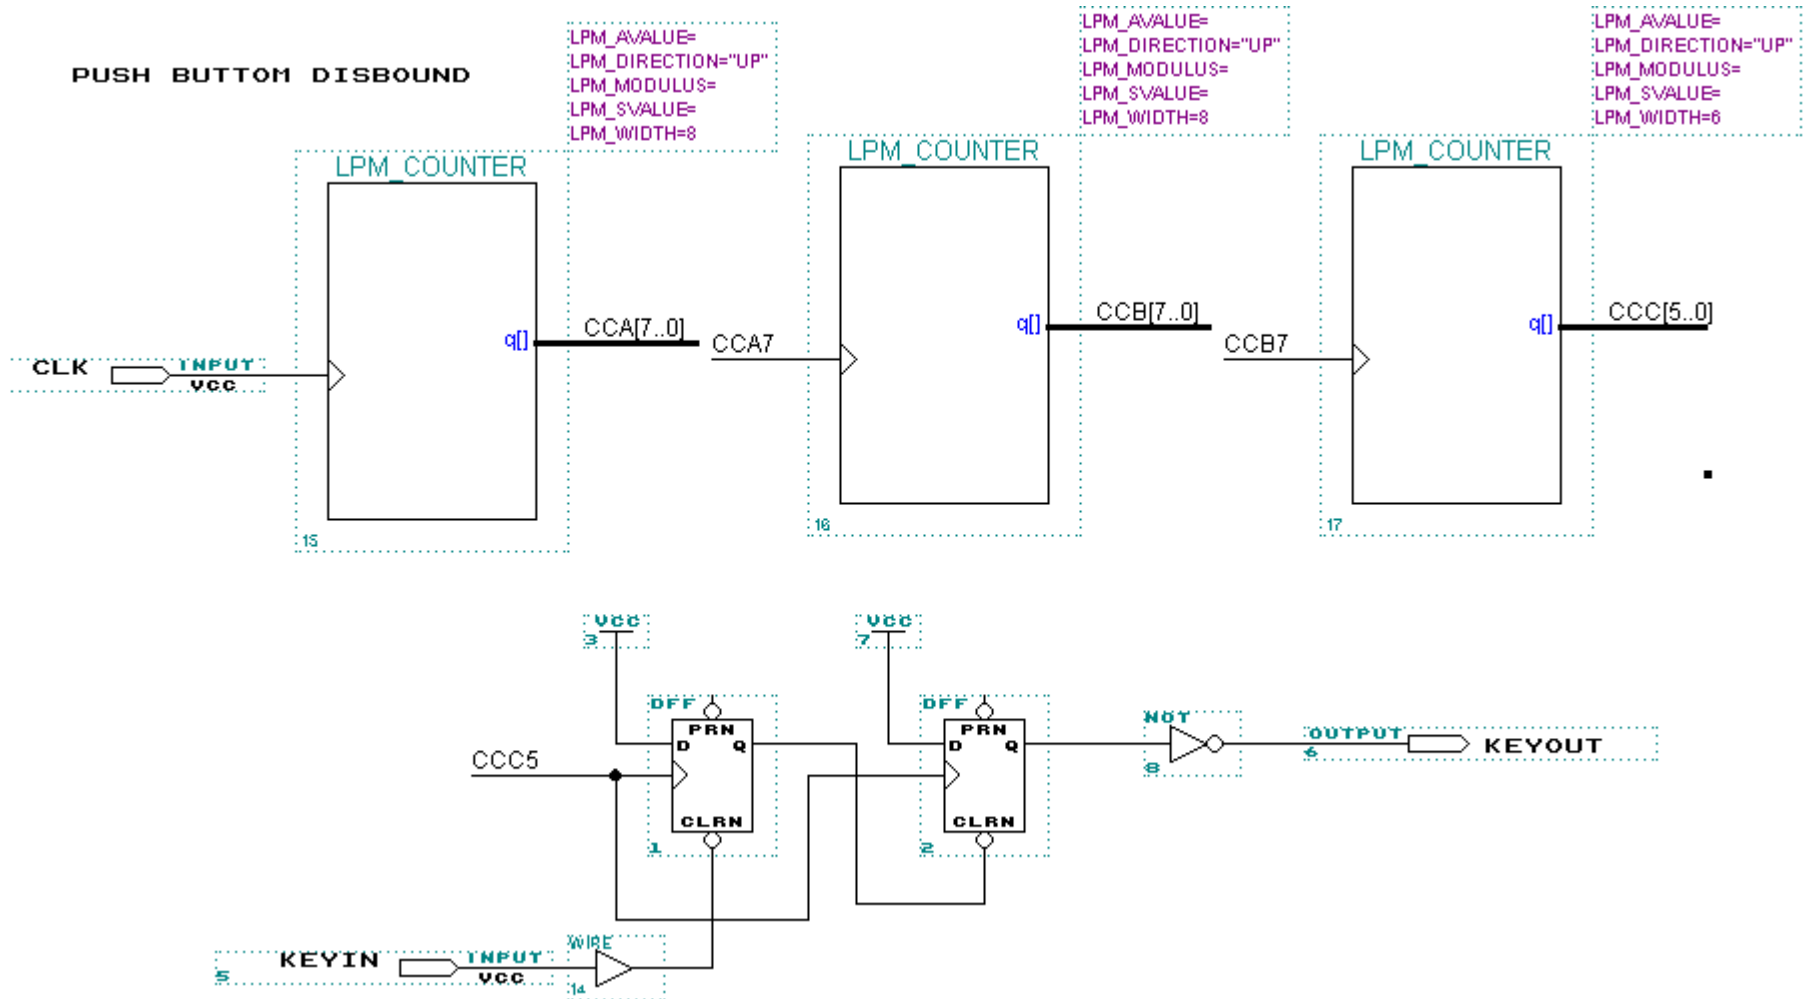 PUSH BUTTOM DISBOUND
LPM_AVALUE=
LPM_DIRECTION="UP"
LPM_MODULUS=
LPM_SVALUE=
LPM_WIDTH=8
LPM_AVALUE=
LPM_DIRECTION="UP"
LPM_MODULUS=
LPM_SVALUE=
LPM_WIDTH=8
LPM_AVALUE=
LPM_DIRECTION="UP"
LPM_MODULUS=
LPM_SVALUE=
LPM_WIDTH=6
LPM_COUNTER
LPM_COUNTER
LPM_COUNTER
CLK
INPUT
VCC
q[]
CCA[7..0]
CCA7
q[]
CCB[7..0]
CCB7
q[]
CCC[5..0]
15
16
17
VCC
3
VCC
7
DFF
PRN
D
Q
CLRN
1
DFF
PRN
D
Q
CLRN
2
CCC5
NOT
8
OUTPUT
6
KEYOUT
5
KEYIN
INPUT
VCC
WIRE
14